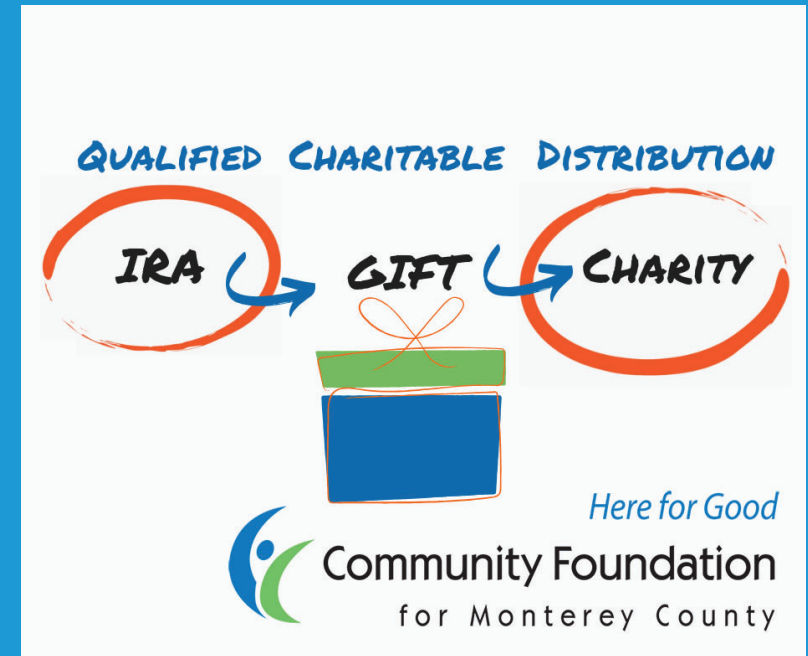 QUALIFIED CHARITABLE DISTRIBUTION
IRA GIFT CHARITY
Here for Good
Community Foundation
for Monterey County